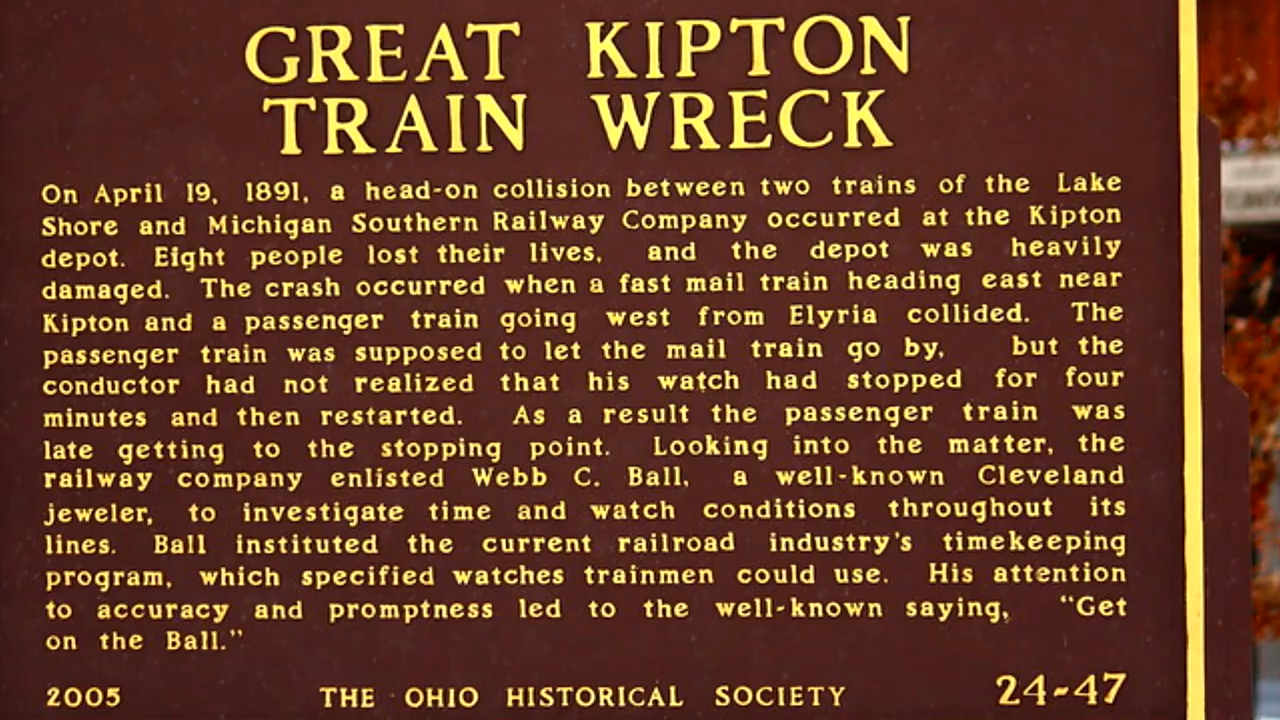 GREAT KIPTON
TRAIN WRECK
On April 19, 1891, a head-on collision between two trains of the Lake
Shore and Michigan Southern Railway Company occurred at the Kipton
depot. Eight people lost their lives, and the depot was heavily
damaged. The crash occurred when a fast mail train heading east near
Kipton and a passenger train going west from Elyria collided. The
passenger train was supposed to let the mail train go by, but the
conductor had not realized that his watch had stopped for four
minutes and then restarted. As a result the passenger train was
late getting to the stopping point. Looking into the matter, the
railway company enlisted Webb C. Ball, a well-known Cleveland
jeweler, to investigate time and watch conditions throughout its
lines. Ball instituted the current railroad industry's timekeeping
program, which specified watches trainmen could use. His attention
to accuracy and promptness led to the well-known saying, “Get
on the Ball.”
2005 THE OHIO HISTORICAL SOCIETY 24-47